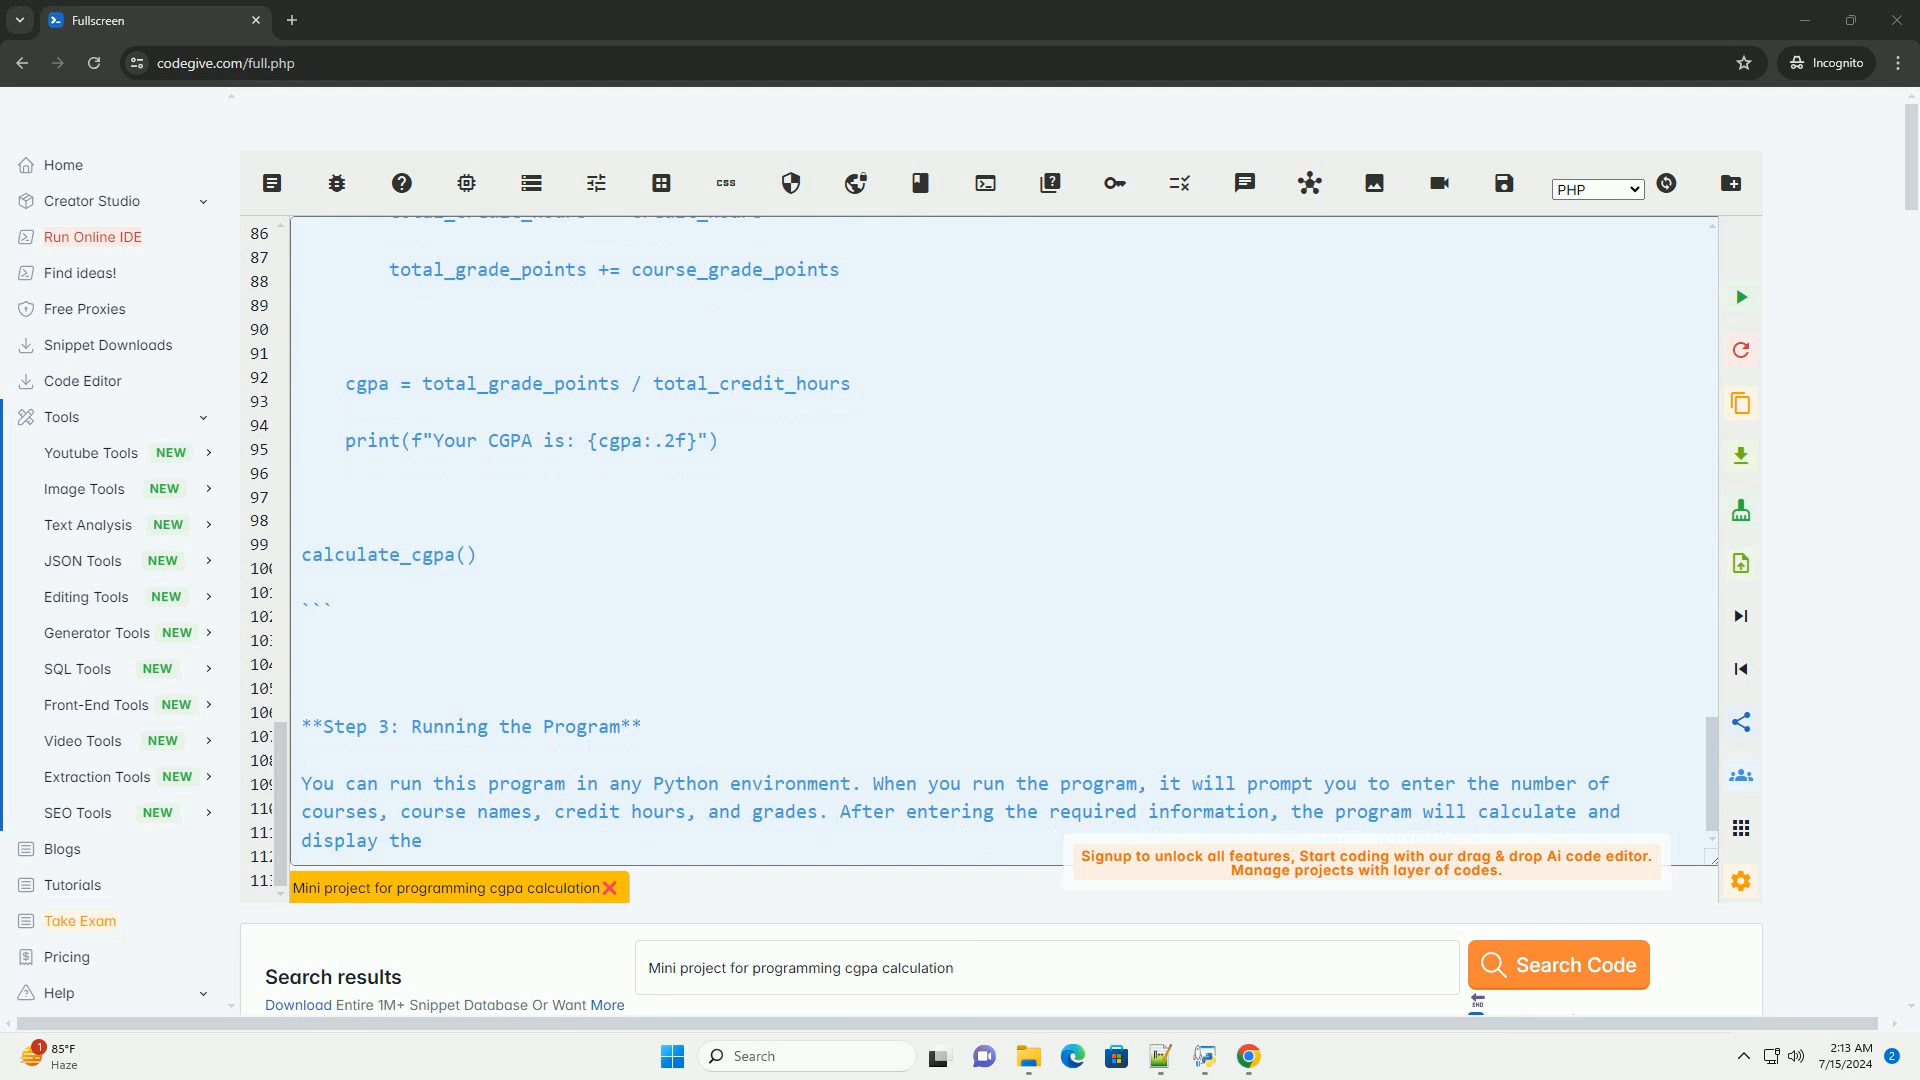 Fullscreen
codegive.com/full.php
Incognito
Home
Creator Studio
Run Online IDE
Find ideas!
Free Proxies
Snippet Downloads
Code Editor
Tools
Youtube Tools NEW
Image Tools NEW
Text Analysis NEW
JSON Tools NEW
Editing Tools NEW
Generator Tools NEW
SQL Tools NEW
Front-End Tools NEW
Video Tools NEW
Extraction Tools NEW
SEO Tools NEW
Blogs
Tutorials
Take Exam
Pricing
Help
css
PHP
86
87
88
89
90
91
92
93
94
95
96
97
98
99
total_grade_points += course_grade_points
cgpa = total_grade_points / total_credit_hours
print(f"Your CGPA is: {cgpa:.2f}")
calculate_cgpa()
```
**Step 3: Running the Program**
You can run this program in any Python environment. When you run the program, it will prompt you to enter the number of
courses, course names, credit hours, and grades. After entering the required information, the program will calculate and
display the
Signup to unlock all features, Start coding with our drag & drop Ai code editor.
Manage projects with layer of codes.
Mini project for programming cgpa calculation
Search results
Download Entire 1M+ Snippet Database Or Want More
Mini project for programming cgpa calculation
Search Code
END
1
85°F
Haze
Search
2:13 AM
7/15/2024
2